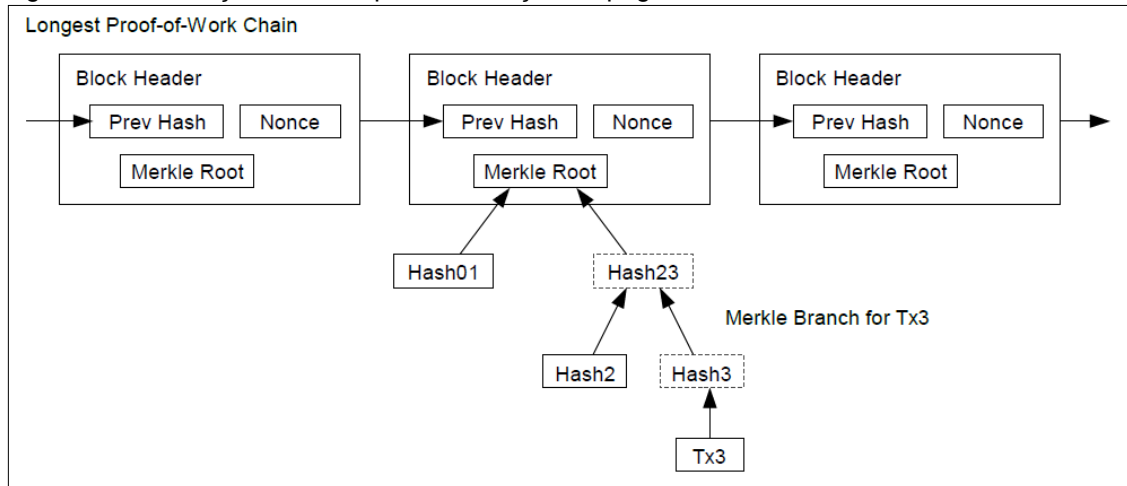 Longest Proof-of-Work Chain
Block Header Block Header Block Header
Prev Hash Nonce Prev Hash Nonce Prev Hash Nonce
Merkle Root Merkle Root Merkle Root
Hash01 Hash23
Merkle Branch for Tx3
Hash2 Hash3
Tx3